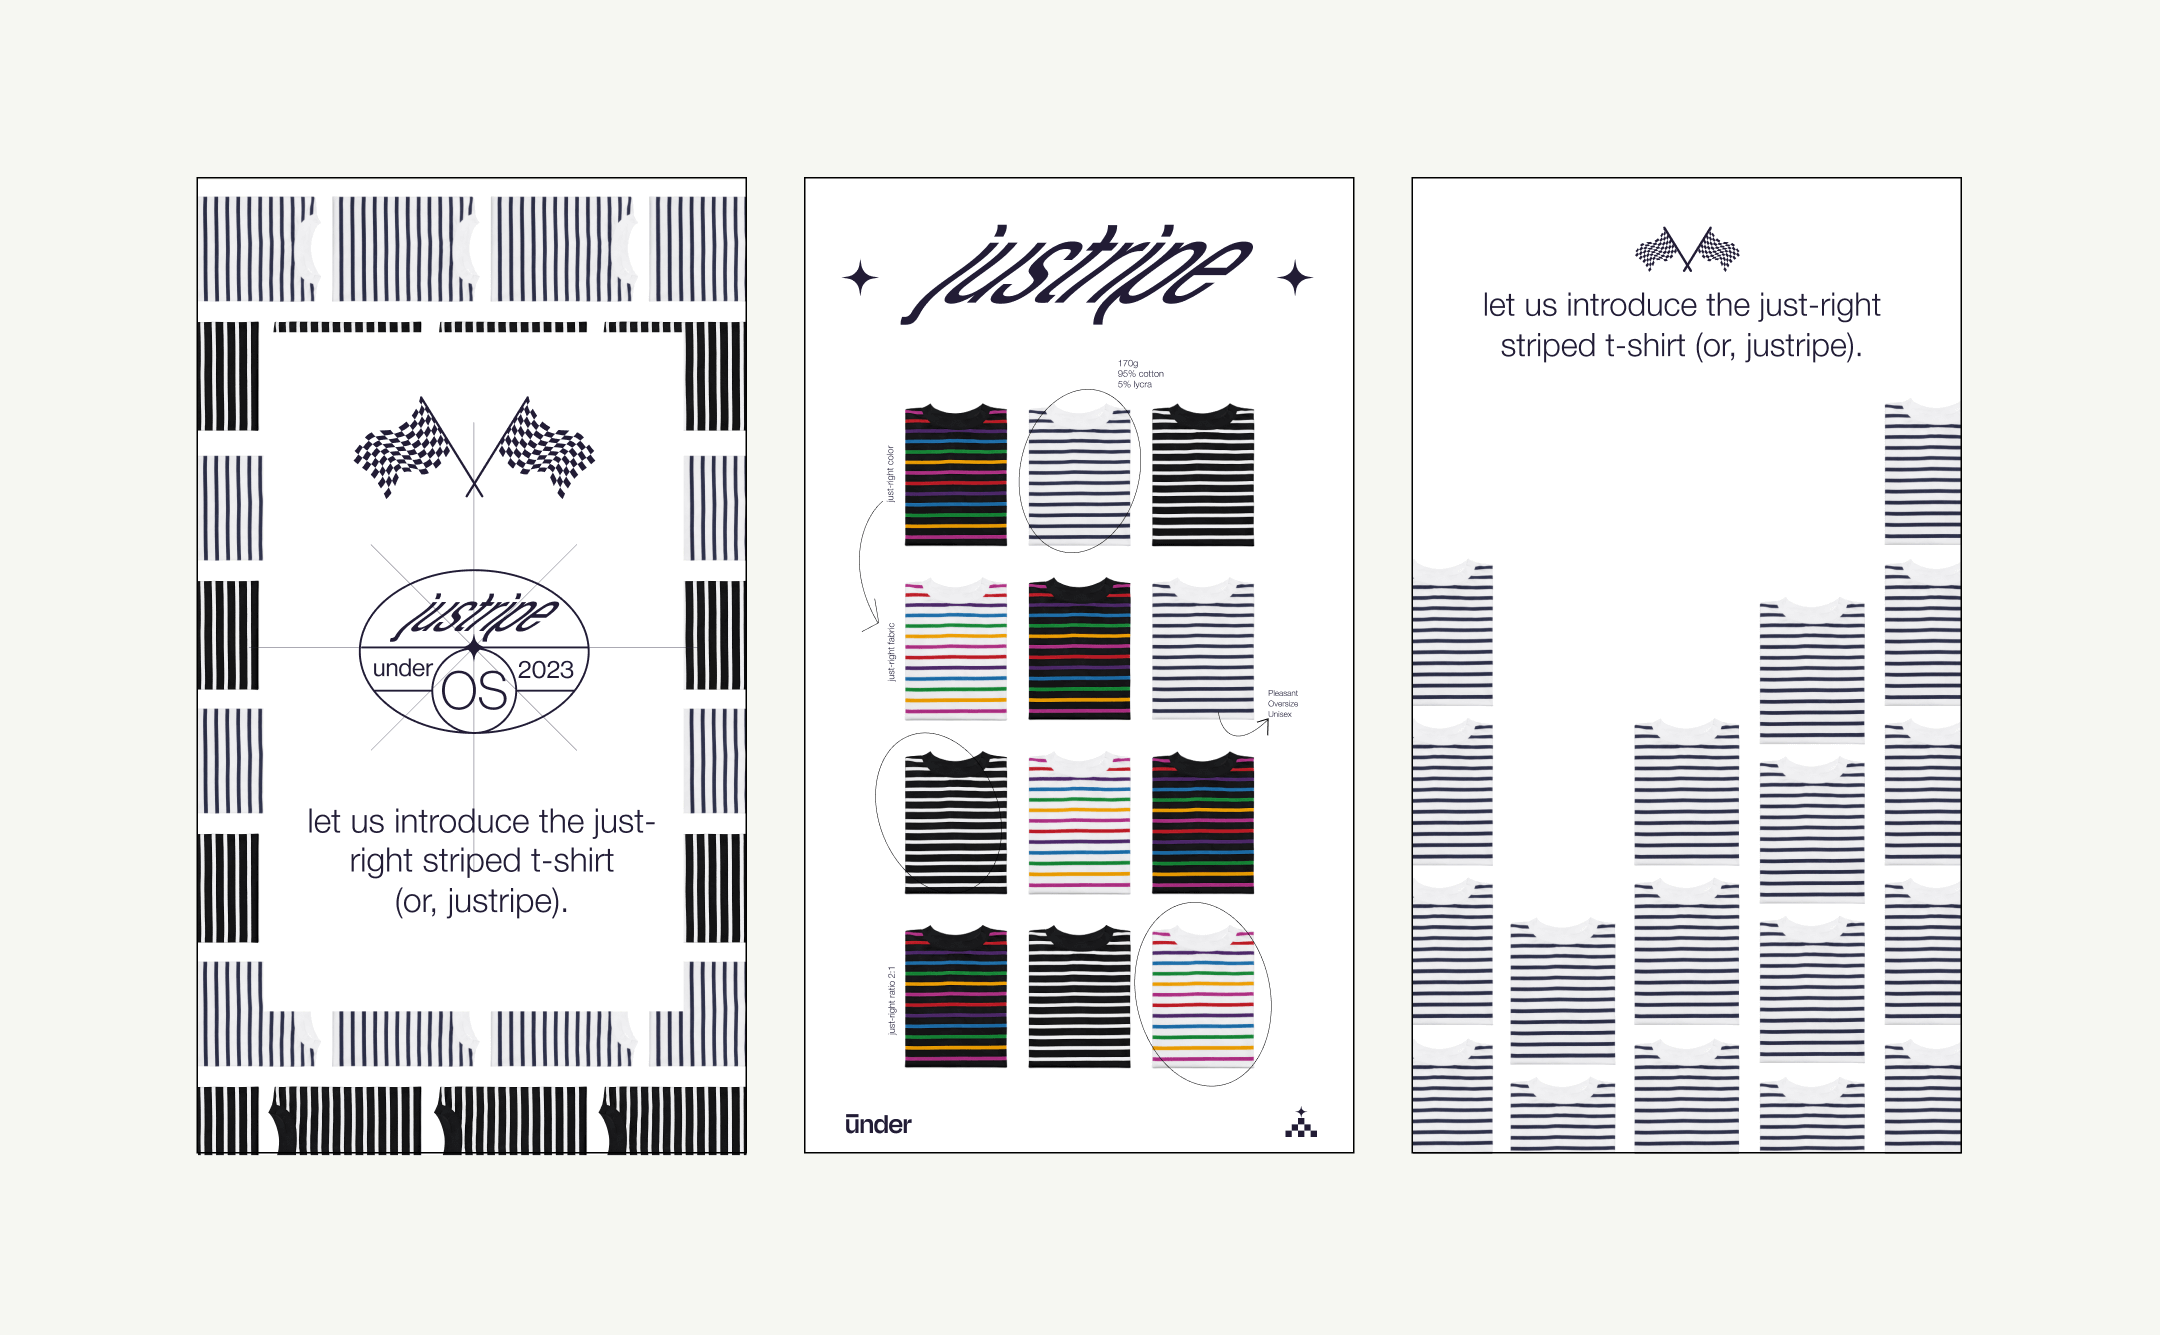 justripe
under
2023
OS
let us introduce the just-
right striped t-shirt
(or, justripe).
justripe
170g
95% cotton
5% lycra
just-right color
just-right fabric
Pleasant
Oversize
Unisex
just-right ratio 2:1
ūnder
let us introduce the just-right
striped t-shirt (or, justripe).